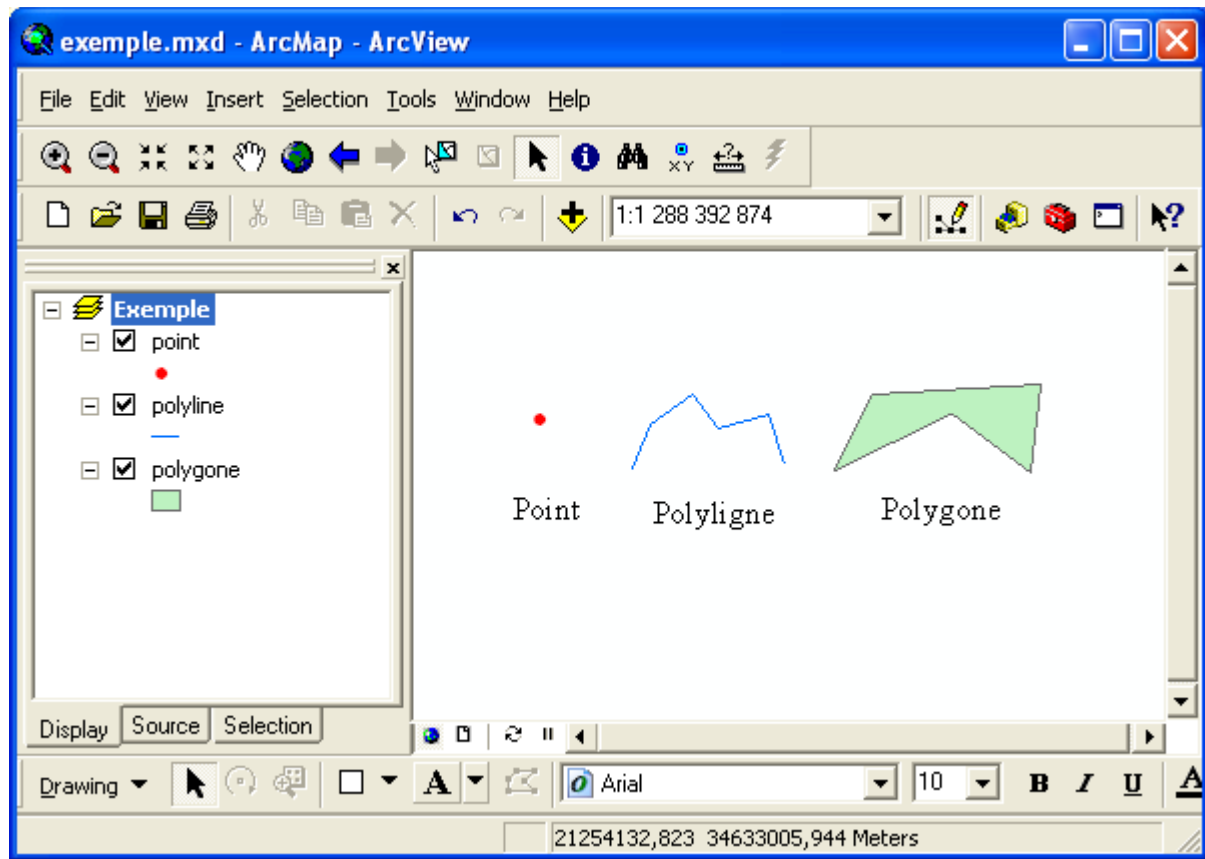 exemple.mxd - ArcMap - ArcView
File Edit View Insert Selection Tools Window Help
XY
1:1 288 392 874
Exemple
point
polyline
polygone
Point Polyligne Polygone
Display Source Selection
Drawing A Arial 10 B I U A
21254132,823 34633005,944 Meters